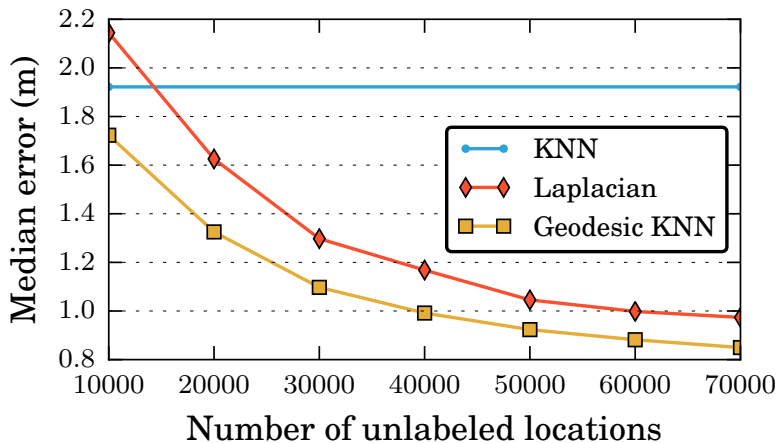 2.2
2.0
1.8
1.6
1.4
1.2
1.0
0.8
Median error (m)
KNN
Laplacian
Geodesic KNN
10000 20000 30000 40000 50000 60000 70000
Number of unlabeled locations